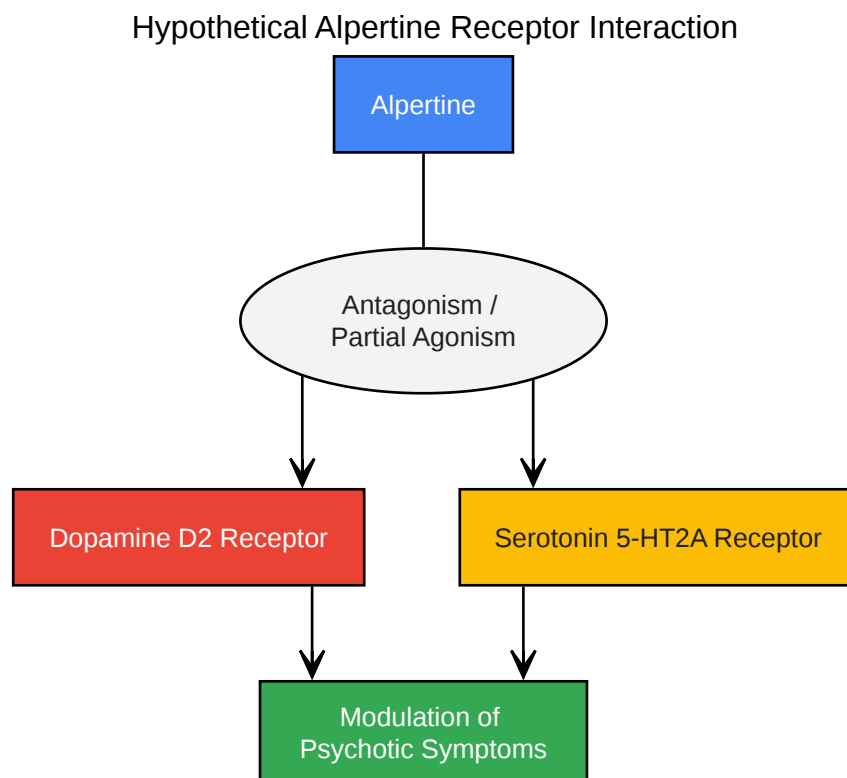 Hypothetical Alpertine Receptor Interaction
Alpertine
Antagonism /
Partial Agonism
Dopamine D2 Receptor
Serotonin 5-HT2A Receptor
Modulation of
Psychotic Symptoms